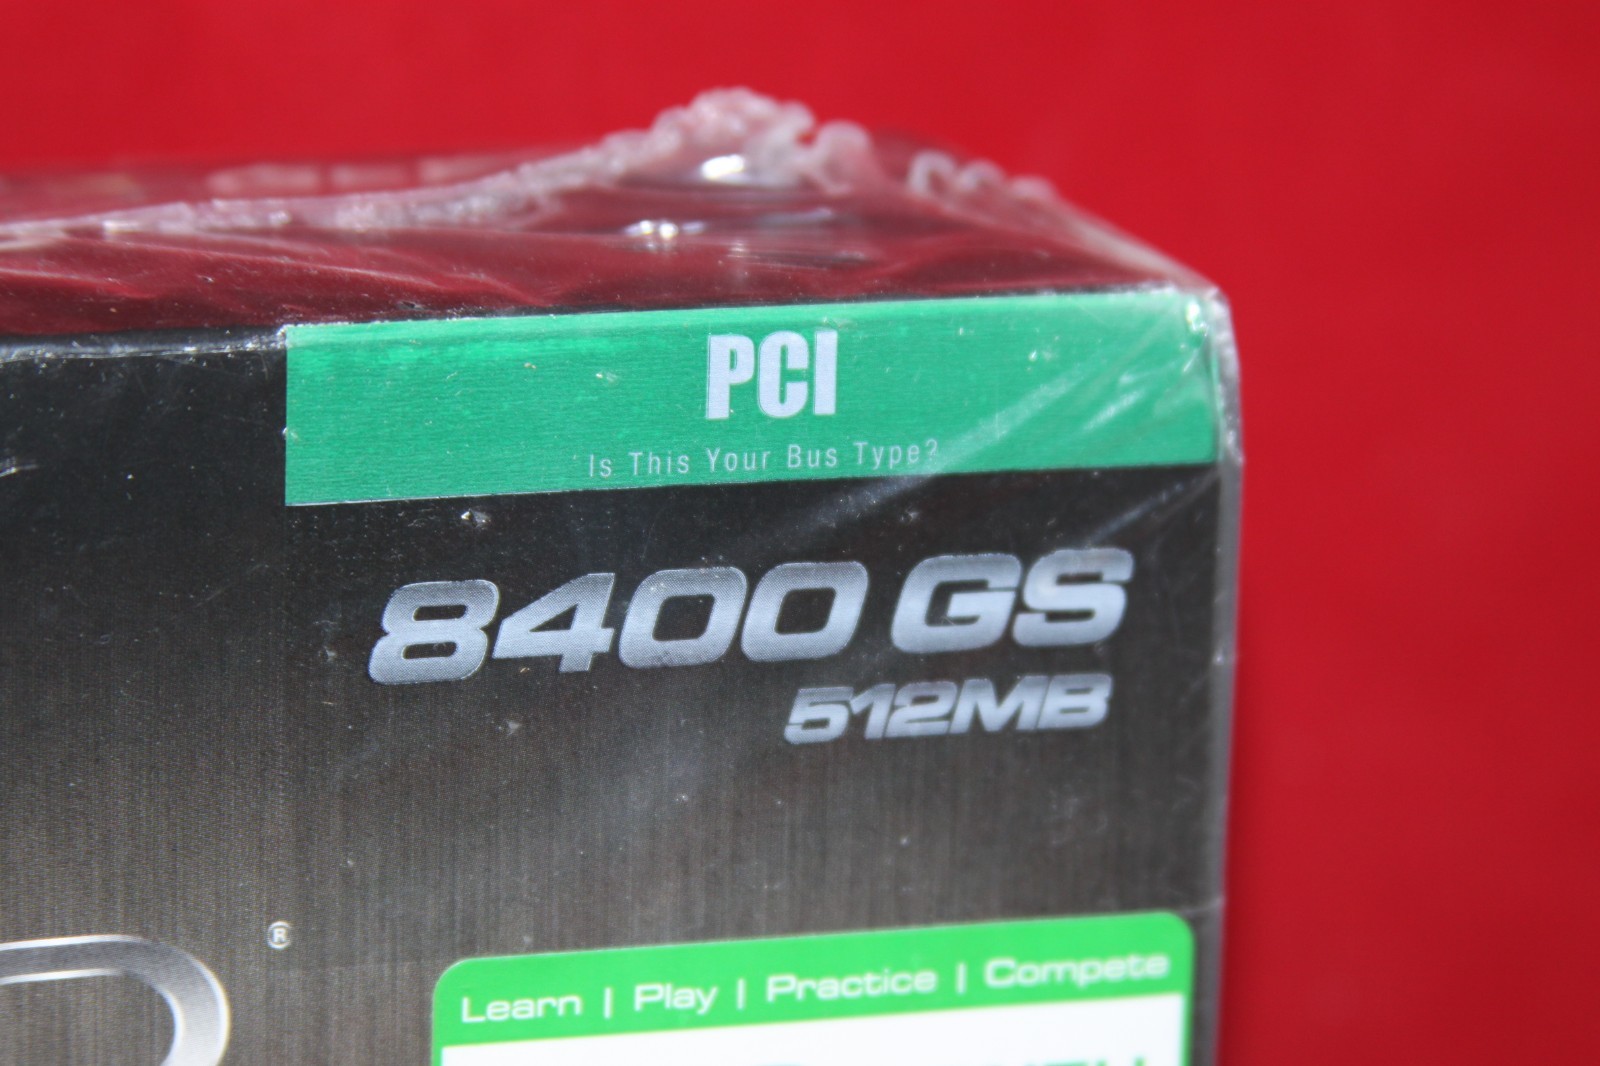 PCI
Is This Your Bus Type?
8400 GS
512MB
®
Learn | Play | Practice | Compete